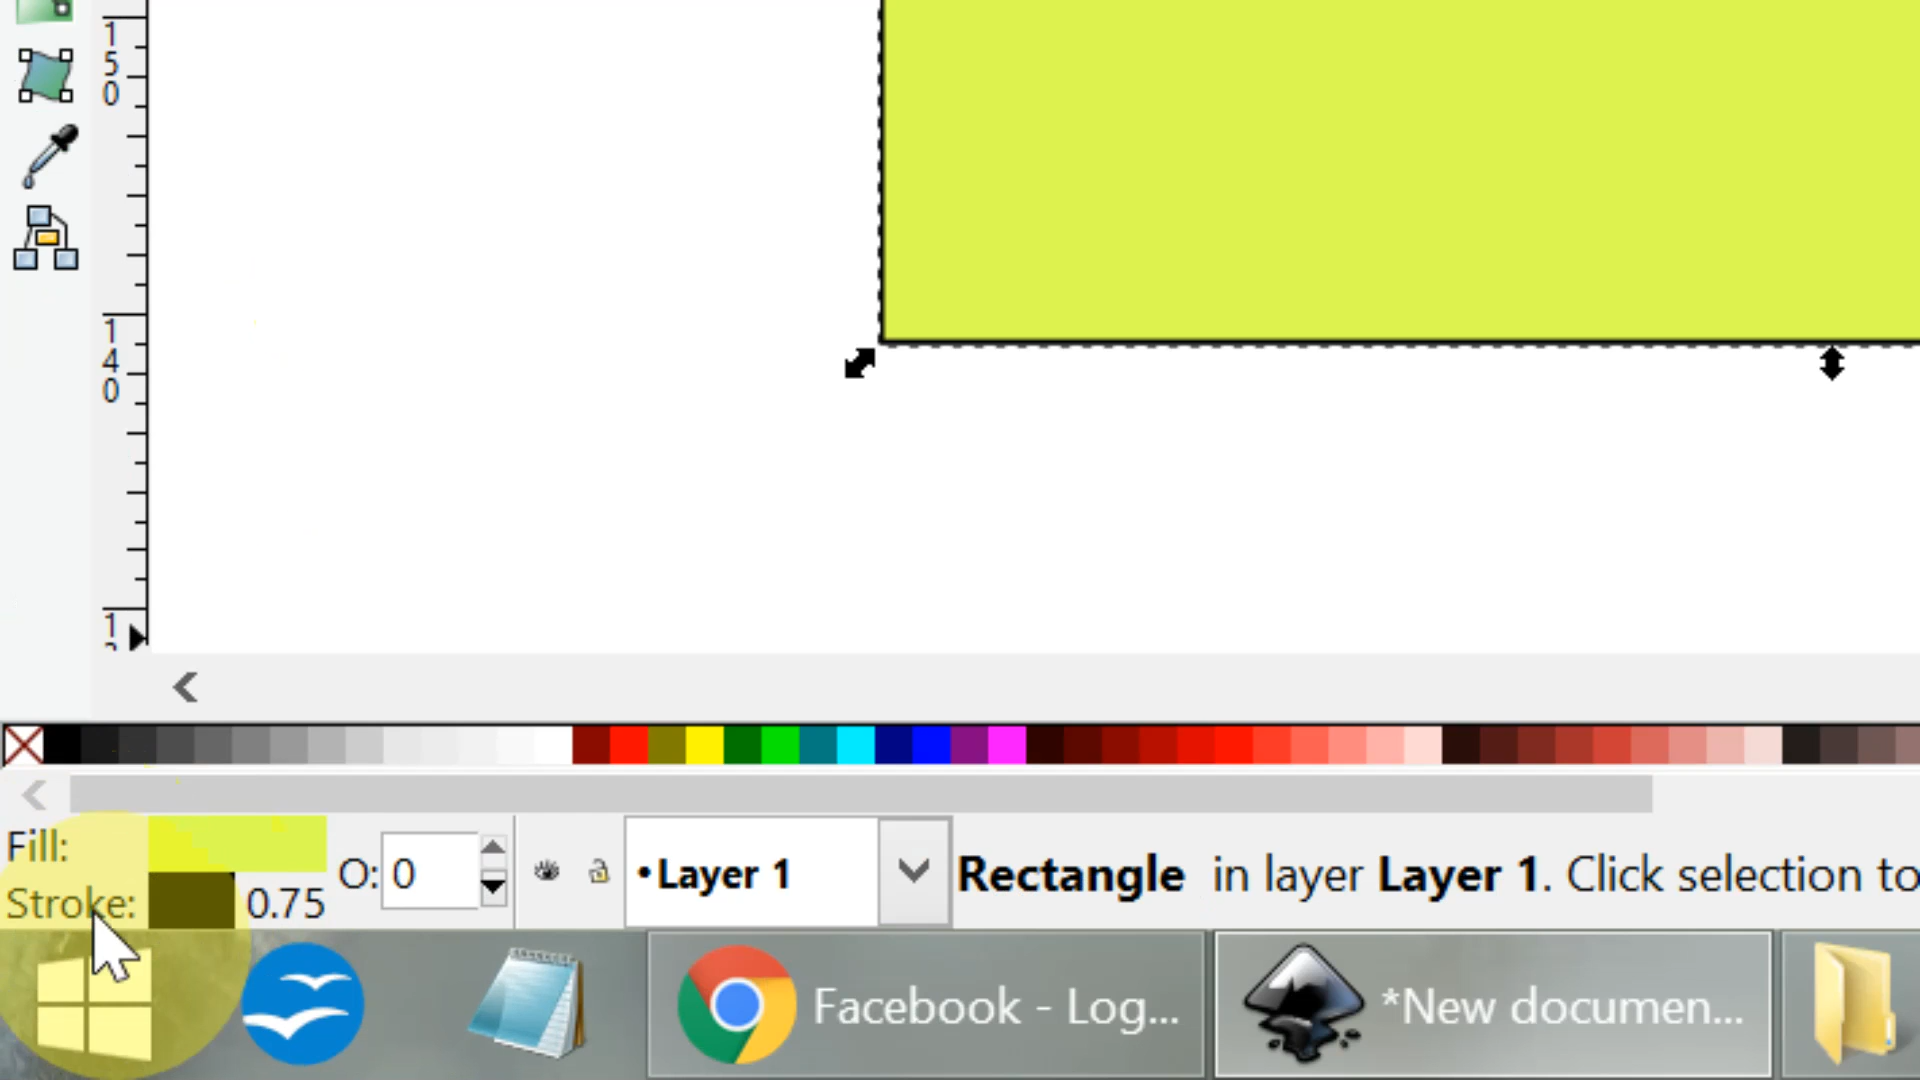 150
140
1
Fill:
O: 0
•Layer 1
Rectangle in layer Layer 1. Click selection to
Stroke: 0.75
Facebook - Log...
*New documen...